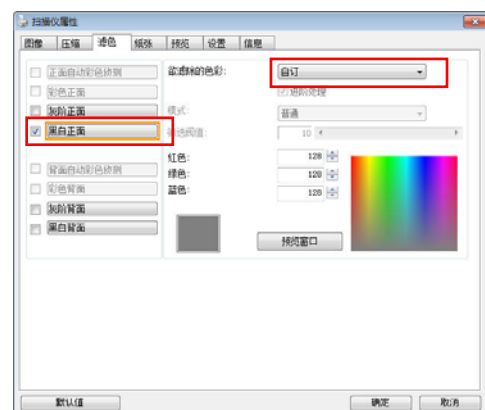 扫描仪属性
图像 压缩 滤色 纸张 预览 设置 信息
正面自动彩色侦测
彩色正面
灰阶正面
黑白正面
背面自动彩色侦测
彩色背面
灰阶背面
黑白背面
欲滤除的色彩: 自订
进阶处理
模式: 普通
10
红色: 128
绿色: 128
蓝色: 128
预览窗口
默认值 确定 取消